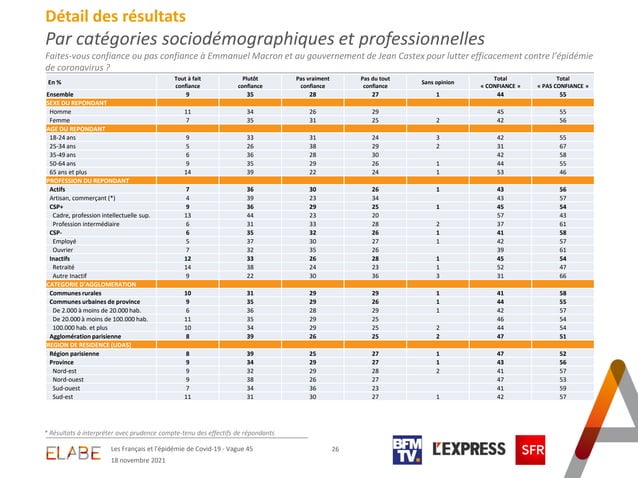 Détail des résultats
Par catégories sociodémographiques et professionnelles
Faites-vous confiance ou pas confiance à Emmanuel Macron et au gouvernement de Jean Castex pour lutter efficacement contre l'épidémie
de coronavirus ?
En % Tout à fait confiance Plutôt confiance Pas vraiment confiance Pas du tout confiance Sans opinion Total « CONFIANCE » Total « PAS CONFIANCE »
Ensemble 9 35 28 27 1 44 55
SEXE DU REPONDANT
Homme 11 34 26 29 45 55
Femme 7 35 31 25 2 42 56
AGE DU REPONDANT
18-24 ans 9 33 31 24 3 42 55
25-34 ans 5 26 38 29 2 31 67
35-49 ans 6 36 28 30 42 58
50-64 ans 9 35 29 26 1 44 55
65 ans et plus 14 39 22 24 1 53 46
PROFESSION DU REPONDANT
Actifs 7 36 30 26 1 43 56
Artisan, commerçant (*) 4 39 23 34 43 57
CSP+ 9 36 29 25 1 45 54
Cadre, profession intellectuelle sup. 13 44 23 20 57 43
Profession intermédiaire 6 31 33 28 2 37 61
CSP- 6 35 32 26 1 41 58
Employé 5 37 30 27 1 42 57
Ouvrier 7 32 35 26 39 61
Inactifs 12 33 26 28 1 45 54
Retraité 14 38 24 23 1 52 47
Autre Inactif 9 22 30 36 3 31 66
CATEGORIE D'AGGLOMERATION
Communes rurales 10 31 29 29 1 41 58
Communes urbaines de province 9 35 29 26 1 44 55
De 2.000 à moins de 20.000 hab. 6 36 28 29 1 42 57
De 20.000 à moins de 100.000 hab. 11 35 29 25 46 54
100.000 hab. et plus 10 34 29 25 2 44 54
Agglomération parisienne 8 39 26 25 2 47 51
REGION DE RESIDENCE (UDA5)
Région parisienne 8 39 25 27 1 47 52
Province 9 34 29 27 1 43 56
Nord-est 9 32 29 28 2 41 57
Nord-ouest 9 38 26 27 47 53
Sud-ouest 7 34 36 23 41 59
Sud-est 11 31 30 27 1 42 57
* Résultats à interpréter avec prudence compte-tenu des effectifs de répondants
ELABE
Les Français et l'épidémie de Covid-19 - Vague 45
18 novembre 2021
26
BFM
TV.
L'EXPRESS
SFR